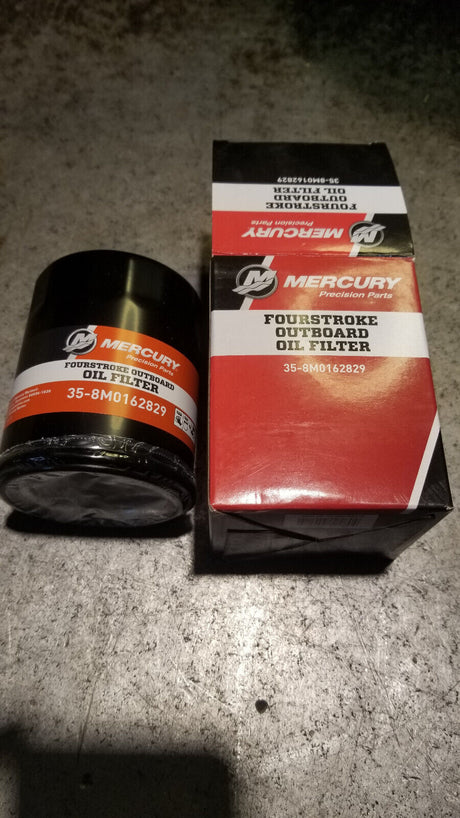 MERCURY
Precision Parts
FOURSTROKE OUTBOARD
OIL FILTER
35-8M0162829
35-8M0162829
FOURSTROKE
OUTBOARD
OIL FILTER
MERCURY
Precision Parts
MERCURY
Precision Parts
FOURSTROKE
OUTBOARD
OIL FILTER
35-8M0162829